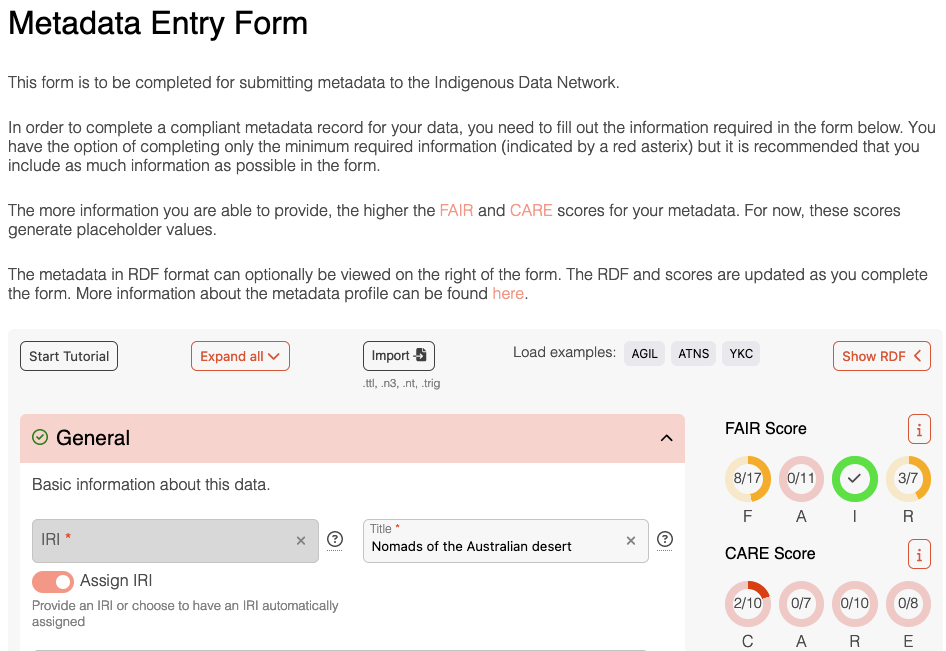 Metadata Entry Form
This form is to be completed for submitting metadata to the Indigenous Data Network.
In order to complete a compliant metadata record for your data, you need to fill out the information required in the form below. You
have the option of completing only the minimum required information (indicated by a red asterix) but it is recommended that you
include as much information as possible in the form.
The more information you are able to provide, the higher the FAIR and CARE scores for your metadata. For now, these scores
generate placeholder values.
The metadata in RDF format can optionally be viewed on the right of the form. The RDF and scores are updated as you complete
the form. More information about the metadata profile can be found here.
Start Tutorial
Expand all
Import
.ttl, .n3, .nt, .trig
Load examples: AGIL ATNS YKC
Show RDF
General
Basic information about this data.
IRI *
Title *
Nomads of the Australian desert
Assign IRI
Provide an IRI or choose to have an IRI automatically
assigned
FAIR Score
8/17 0/11 3/7
F A I R
CARE Score
2/10 0/7 0/10 0/8
C A R E